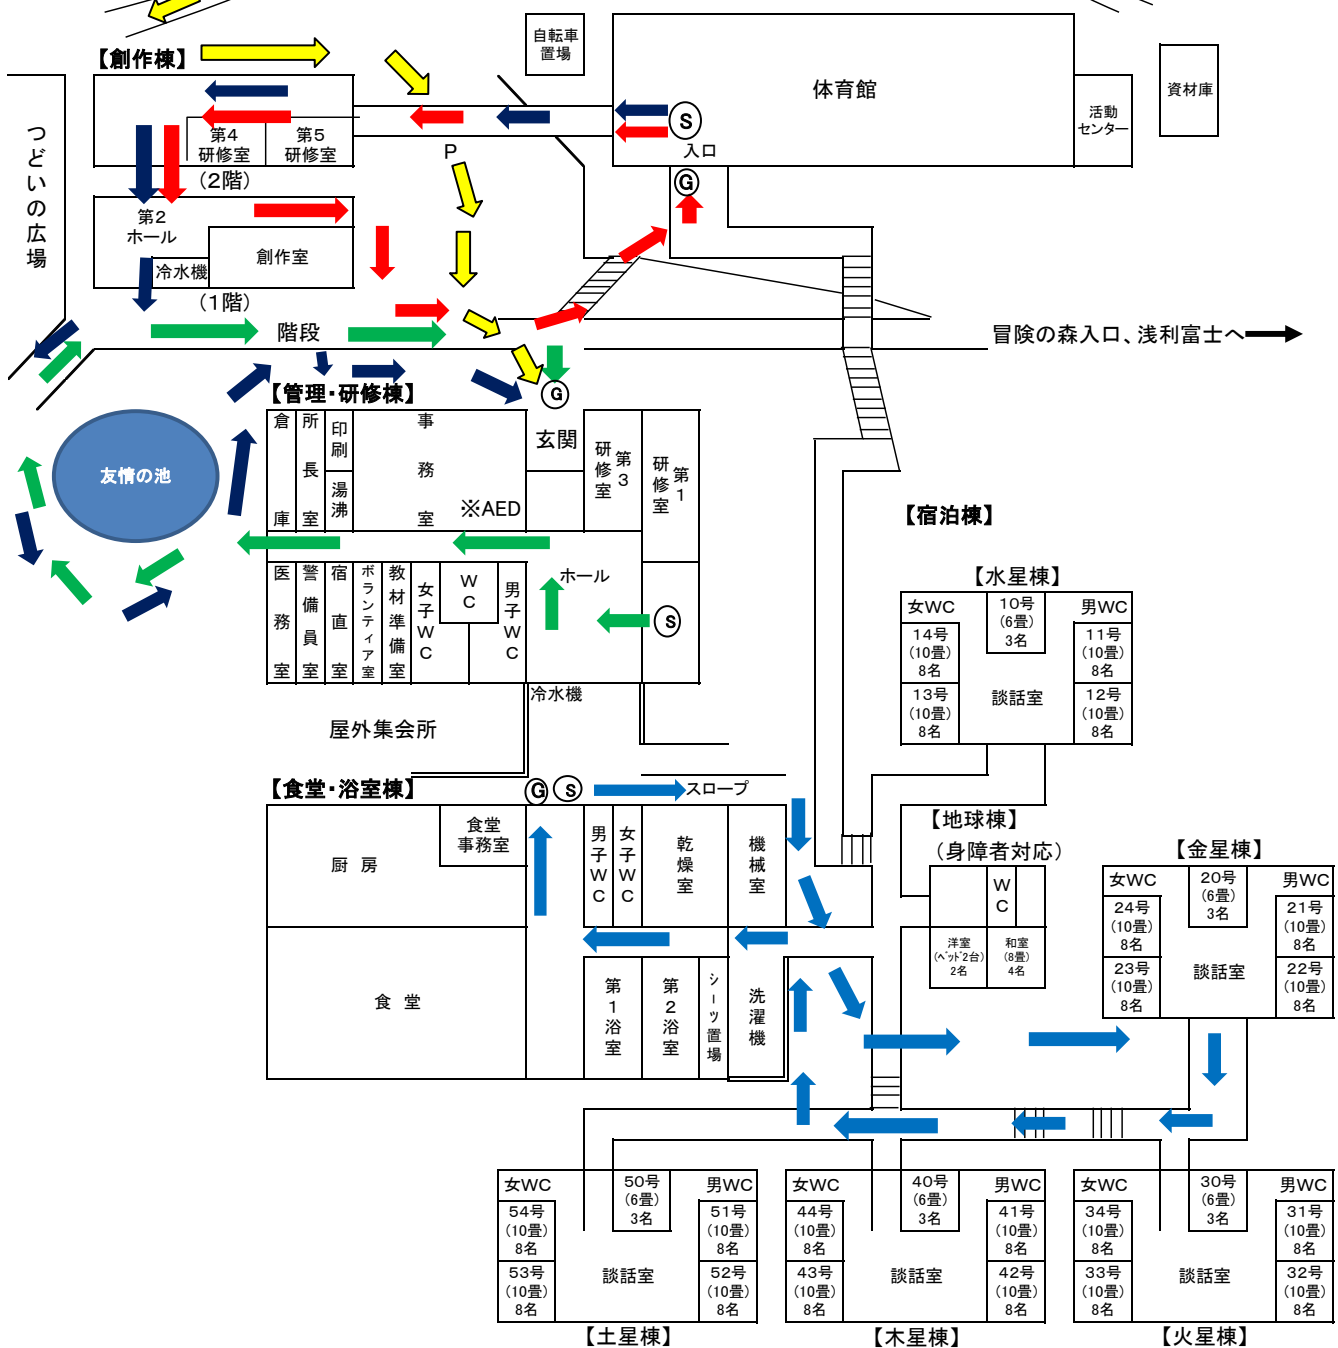 自転車
置場
体育館
資材庫
活動
センター
【創作棟】
S
入口
G
第4
研修室
第5
研修室
P
(2階)
つどいの広場
第2
ホール
冷水機
創作室
(1階)
階段
冒険の森入口、浅利富士へ
【管理・研修棟】
G
玄関
倉庫
所長室
印刷
湯沸
事務室
※AED
第3
研修室
第1
研修室
友情の池
ホール
S
医務室
警備員室
宿直室
ボランティア室
教材準備室
女子WC
WC
男子WC
冷水機
屋外集会所
【宿泊棟】
【水星棟】
女WC
10号
(6畳)
3名
男WC
14号
(10畳)
8名
11号
(10畳)
8名
13号
(10畳)
8名
談話室
12号
(10畳)
8名
【食堂・浴室棟】
G
S
スロープ
厨房
食堂
事務室
男子WC
女子WC
乾燥室
機械室
食堂
第1浴室
第2浴室
シーツ置場
洗濯機
【地球棟】
(身障者対応)
WC
洋室
(ベッド2台)
2名
和室
(8畳)
4名
【金星棟】
女WC
20号
(6畳)
3名
男WC
24号
(10畳)
8名
21号
(10畳)
8名
23号
(10畳)
8名
談話室
22号
(10畳)
8名
女WC
50号
(6畳)
3名
男WC
54号
(10畳)
8名
51号
(10畳)
8名
53号
(10畳)
8名
談話室
52号
(10畳)
8名
【土星棟】
女WC
40号
(6畳)
3名
男WC
44号
(10畳)
8名
41号
(10畳)
8名
43号
(10畳)
8名
談話室
42号
(10畳)
8名
【木星棟】
女WC
30号
(6畳)
3名
男WC
34号
(10畳)
8名
31号
(10畳)
8名
33号
(10畳)
8名
談話室
32号
(10畳)
8名
【火星棟】